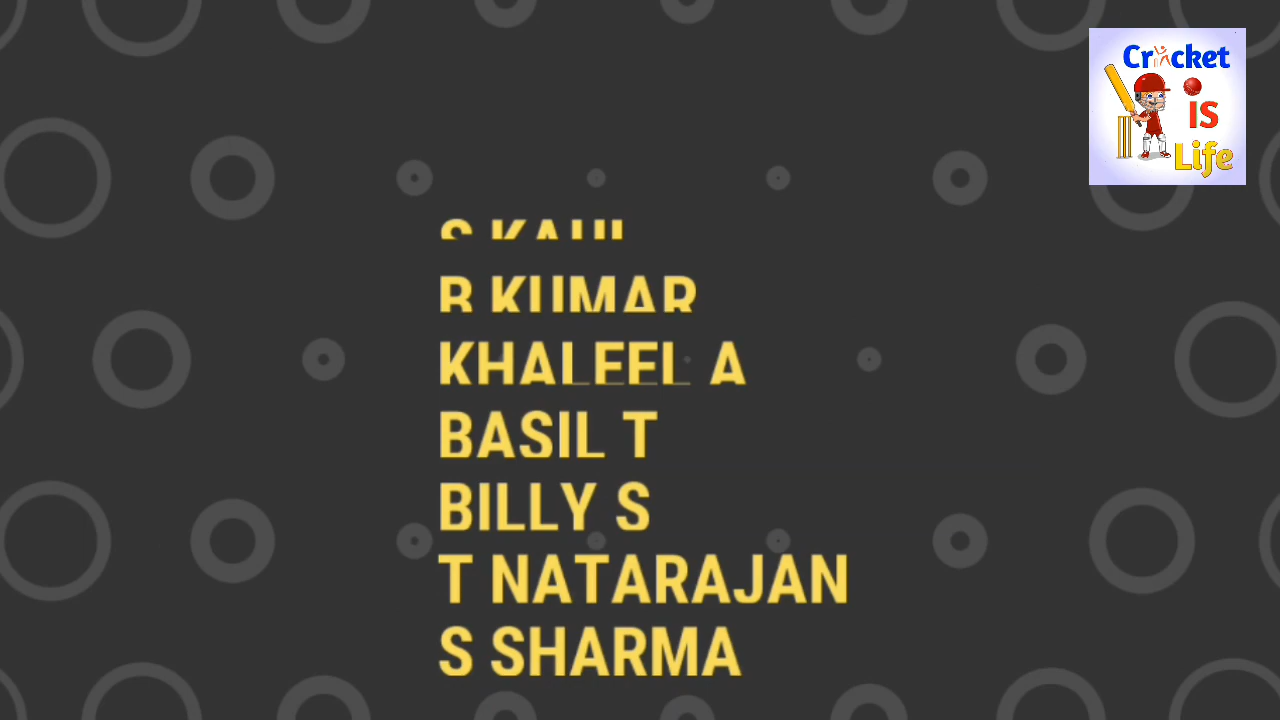 Cricket
IS
Life
S KAUL
B KUMAR
KHALEEL A
BASIL T
BILLY S
T NATARAJAN
S SHARMA